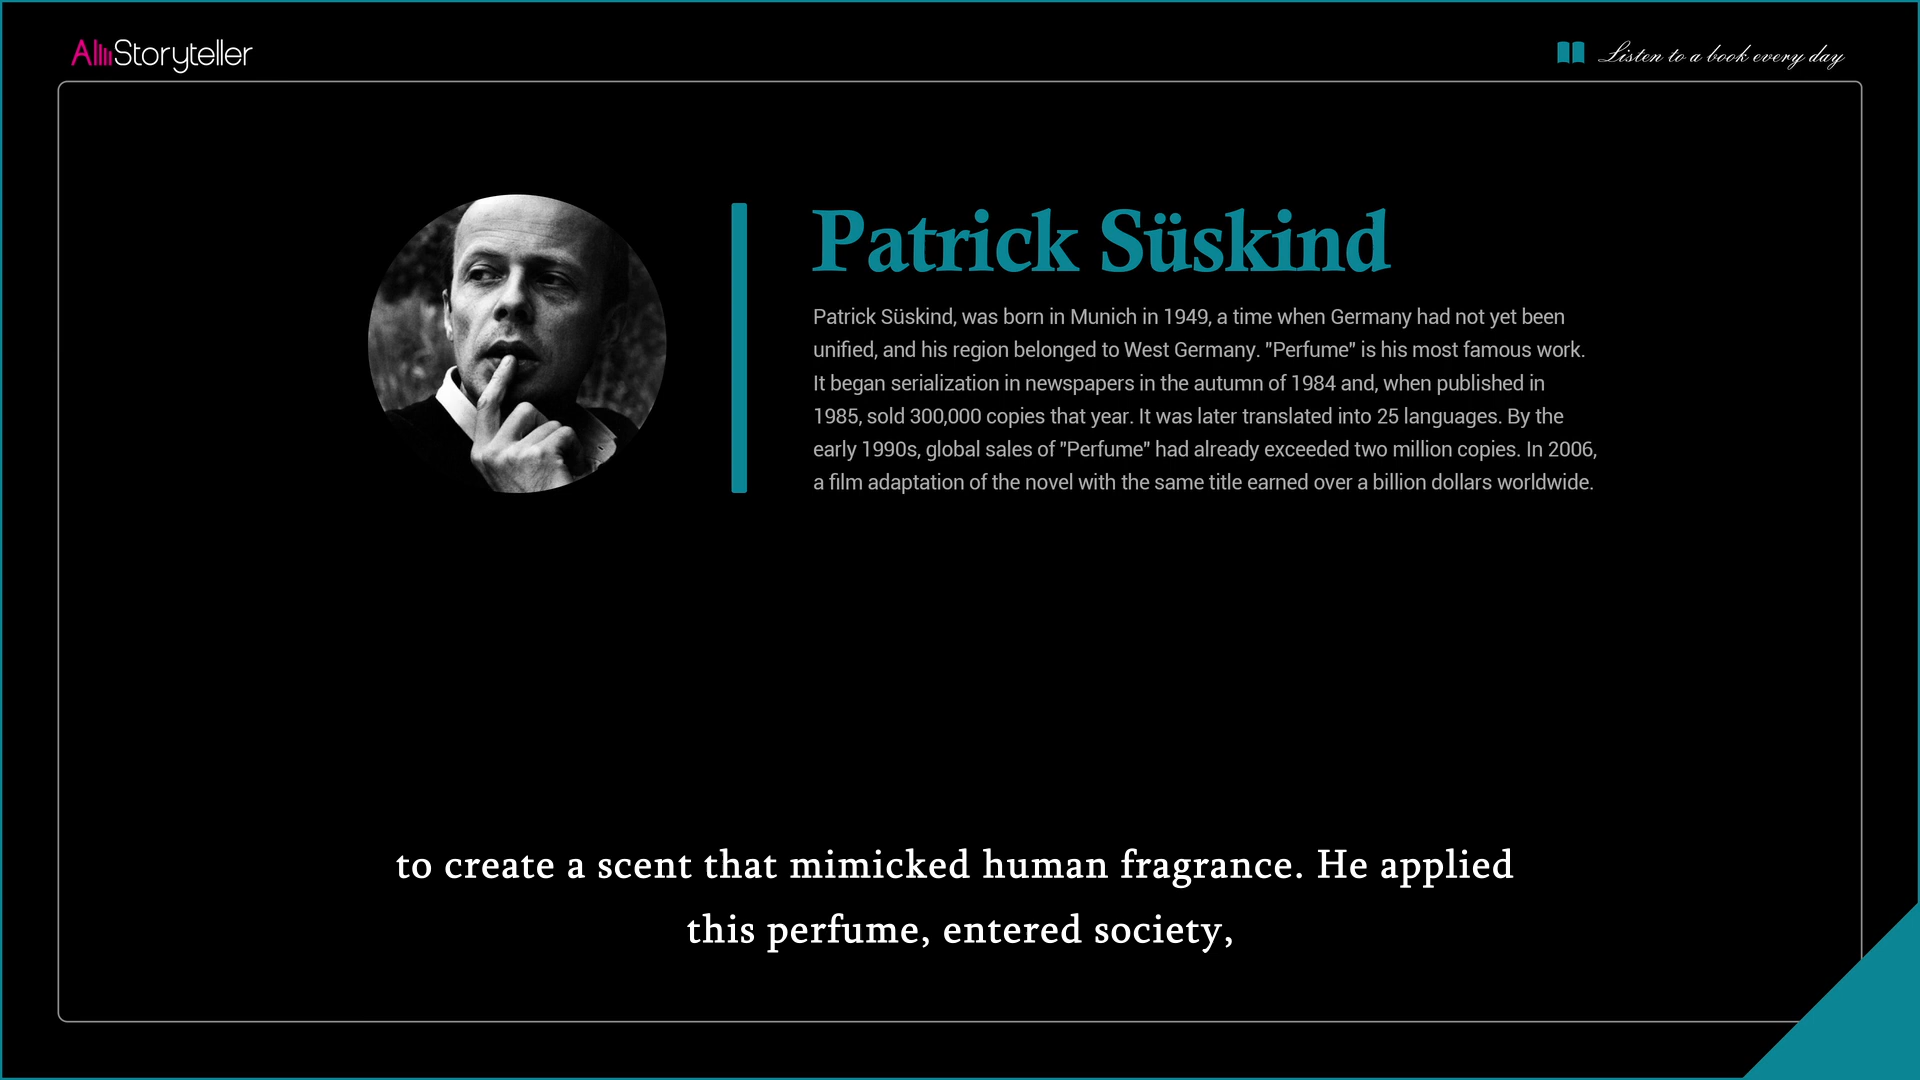 AllStoryteller
Listen to a book every day
Patrick Süskind
Patrick Süskind, was born in Munich in 1949, a time when Germany had not yet been
unified, and his region belonged to West Germany. "Perfume" is his most famous work.
It began serialization in newspapers in the autumn of 1984 and, when published in
1985, sold 300,000 copies that year. It was later translated into 25 languages. By the
early 1990s, global sales of "Perfume" had already exceeded two million copies. In 2006,
a film adaptation of the novel with the same title earned over a billion dollars worldwide.
to create a scent that mimicked human fragrance. He applied
this perfume, entered society,